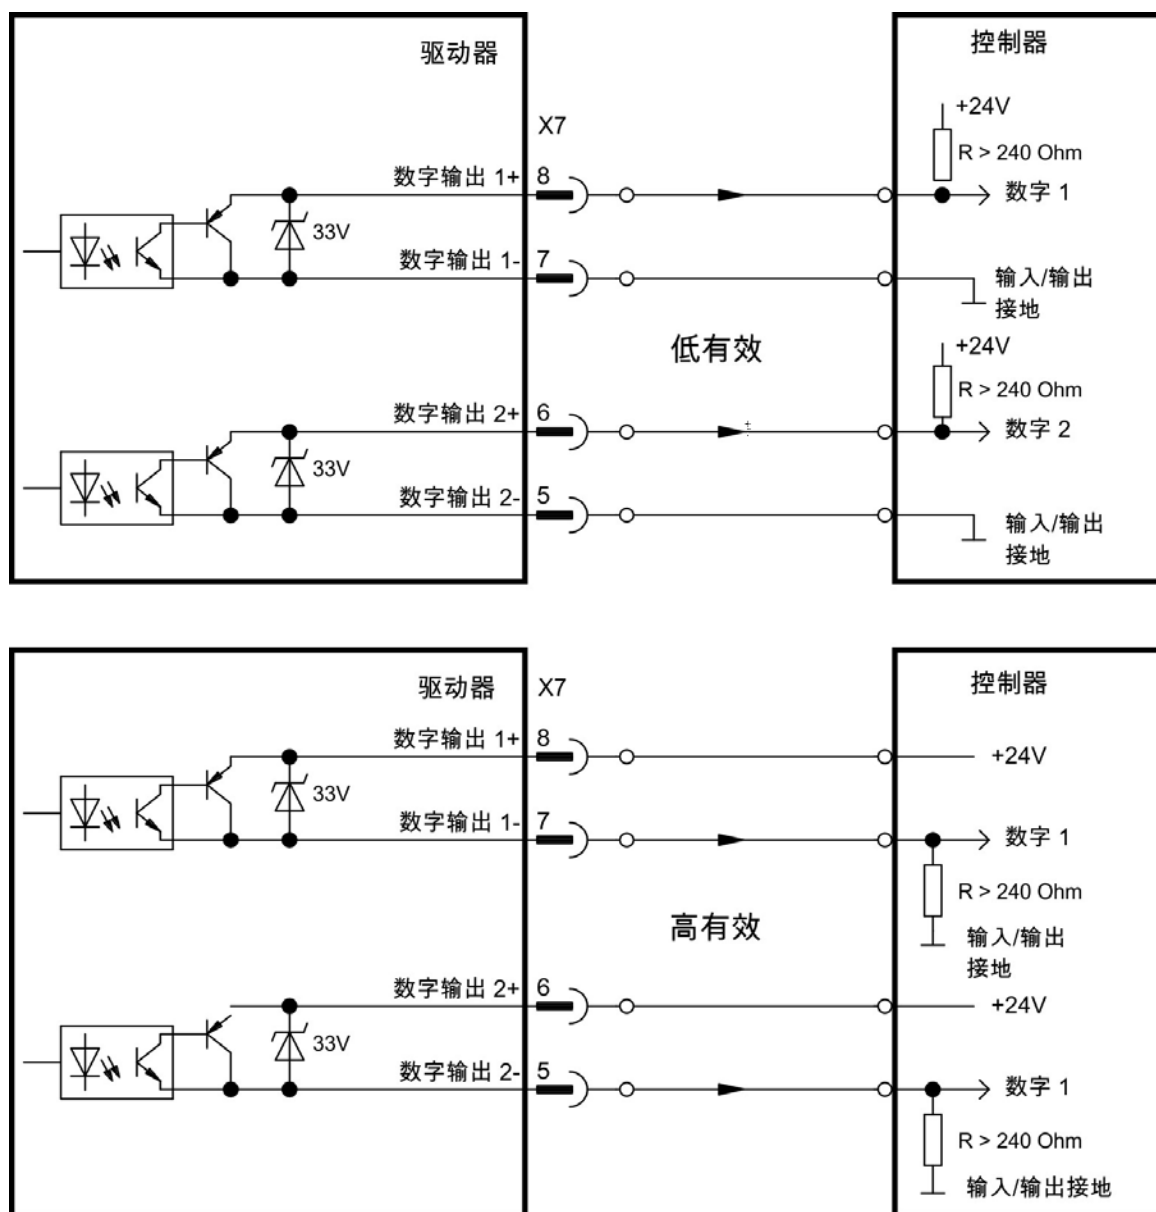 驱动器
控制器
X7
+24V
R > 240 Ohm
数字输出 1+
8
数字 1
33V
数字输出 1-
7
输入/输出
接地
低有效
+24V
R > 240 Ohm
数字输出 2+
6
数字 2
33V
数字输出 2-
5
输入/输出
接地
驱动器
X7
控制器
数字输出 1+
8
+24V
33V
数字输出 1-
7
数字 1
R > 240 Ohm
高有效
输入/输出
接地
数字输出 2+
6
+24V
33V
数字输出 2-
5
数字 1
R > 240 Ohm
输入/输出接地